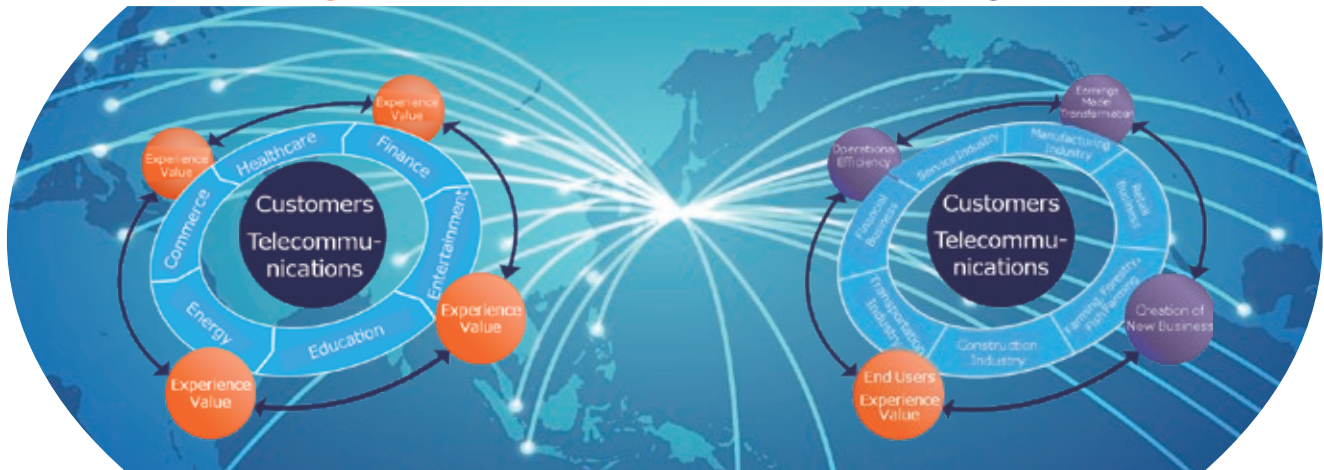 Experience
Value
Experience
Value
Healthcare
Finance
Commerce
Entertainment
Energy
Education
Customers
Telecommu-
nications
Experience
Value
Experience
Value
Earnings
Model
Transformation
Operational
Efficiency
Service Industry
Manufacturing
Industry
Financial
Business
Retail
Business
Customers
Telecommu-
nications
Transportation
Industry
Farming, Forestry,
Fish Farming
Construction
Industry
Creation of
New Business
End Users
Experience
Value